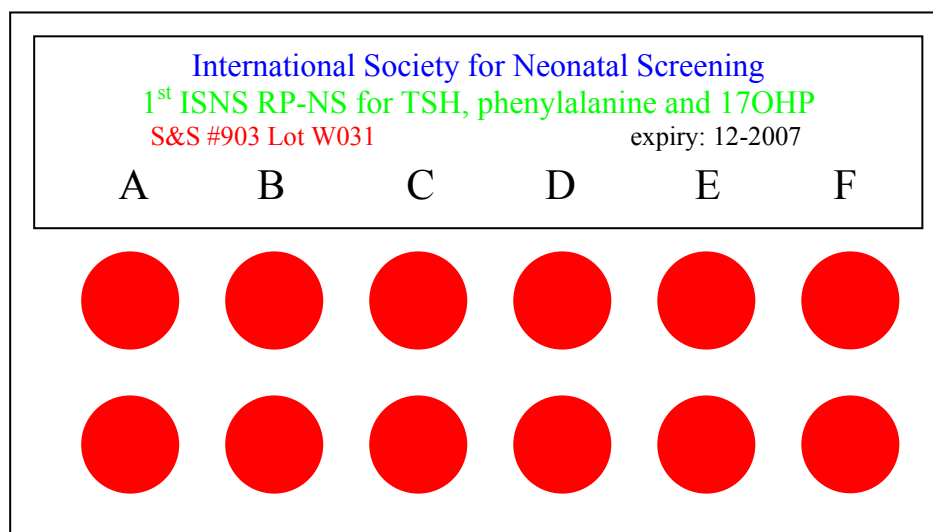 International Society for Neonatal Screening
1st ISNS RP-NS for TSH, phenylalanine and 17OHP
S&S #903 Lot W031 expiry: 12-2007
A B C D E F